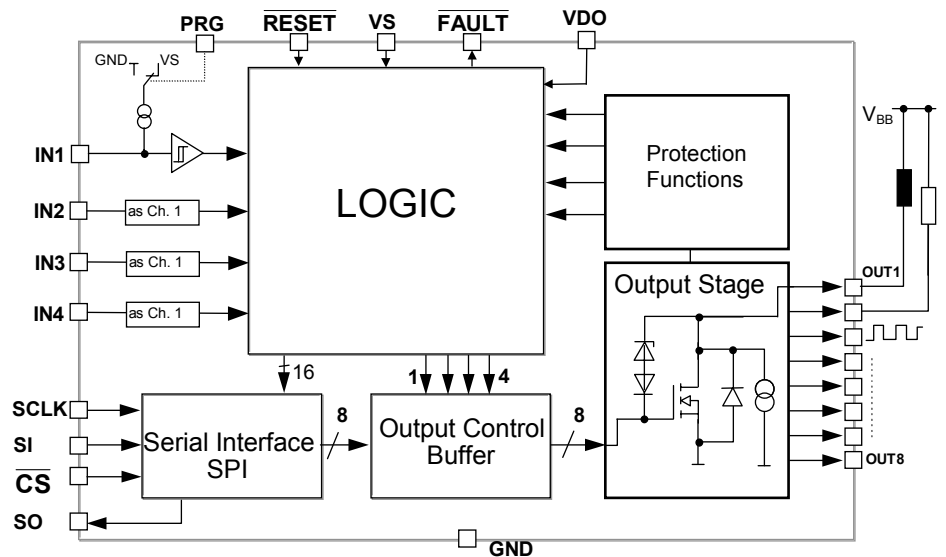 PRG
RESET
VS
FAULT
VDO
GND
VS
V_BB
IN1
LOGIC
Protection
Functions
IN2
as Ch. 1
IN3
as Ch. 1
IN4
as Ch. 1
Output Stage
OUT1
16
1
4
SCLK
SI
CS
SO
Serial Interface
SPI
8
Output Control
Buffer
8
OUT8
GND